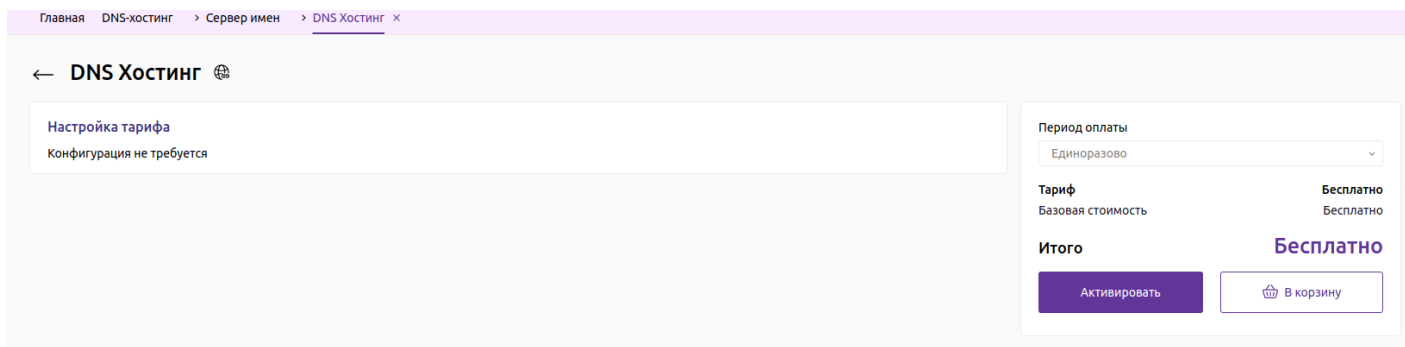 Главная DNS-хостинг > Сервер имен > DNS Хостинг ×
← DNS Хостинг
Настройка тарифа
Конфигурация не требуется
Период оплаты
Единоразово
Тариф Бесплатно
Базовая стоимость Бесплатно
Итого Бесплатно
Активировать В корзину